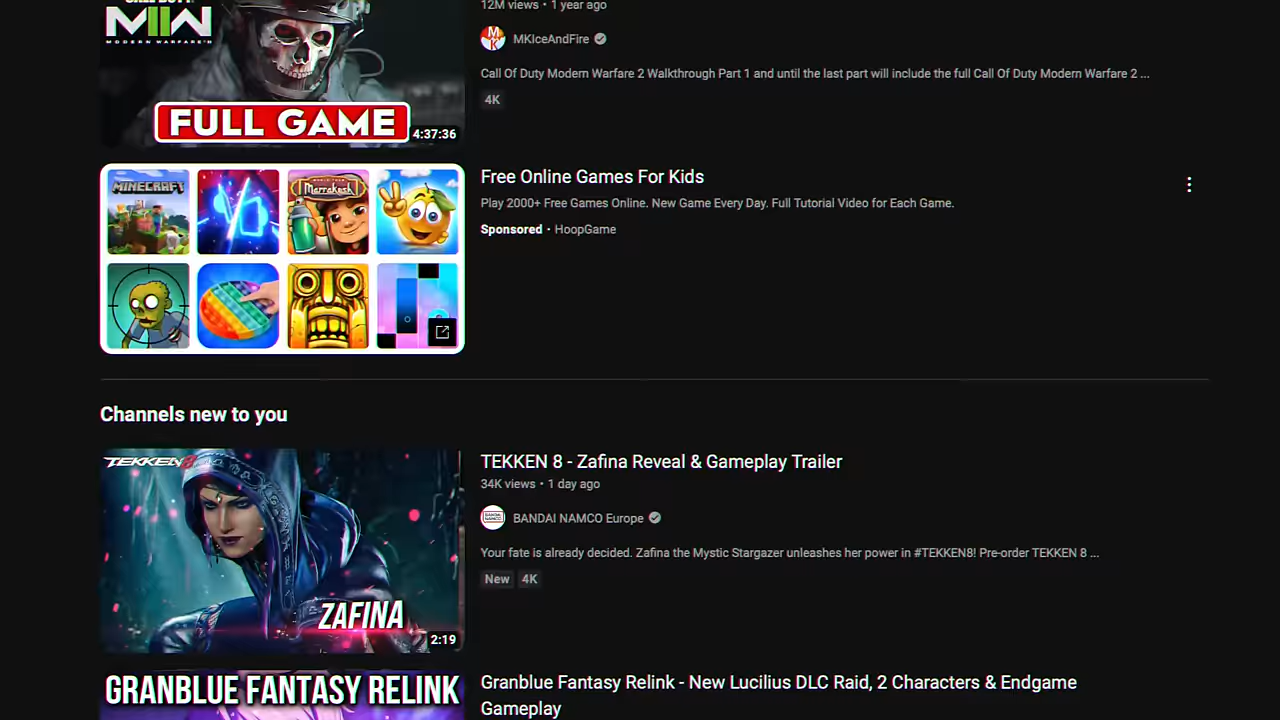 12M views • 1 year ago
MWII
MODERN WARFARE II
MKIceAndFire
Call Of Duty Modern Warfare 2 Walkthrough Part 1 and until the last part will include the full Call Of Duty Modern Warfare 2 ...
4K
FULL GAME
4:37:36
Free Online Games For Kids
Play 2000+ Free Games Online. New Game Every Day. Full Tutorial Video for Each Game.
Sponsored • HoopGame
MINECRAFT
Marrakesh
Channels new to you
TEKKEN 8
TEKKEN 8 - Zafina Reveal & Gameplay Trailer
34K views • 1 day ago
BANDAI NAMCO Europe
Your fate is already decided. Zafina the Mystic Stargazer unleashes her power in #TEKKEN8! Pre-order TEKKEN 8 ...
New 4K
ZAFINA
2:19
GRANBLUE FANTASY RELINK
Granblue Fantasy Relink - New Lucilius DLC Raid, 2 Characters & Endgame
Gameplay